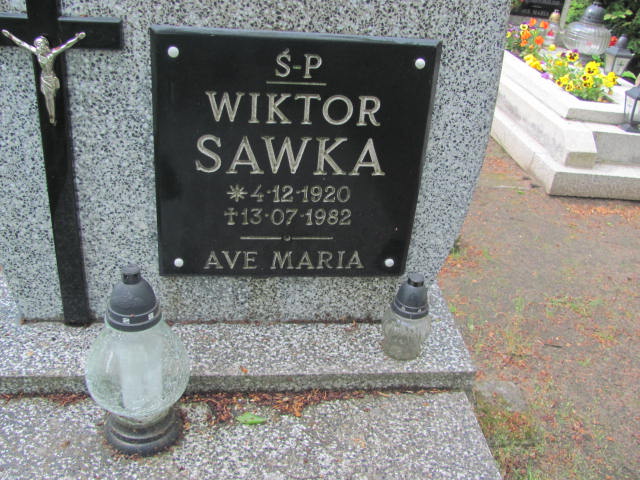 Ś-P
WIKTOR
SAWKA
* 4·12·1920
✝13·07·1982
AVE MARIA